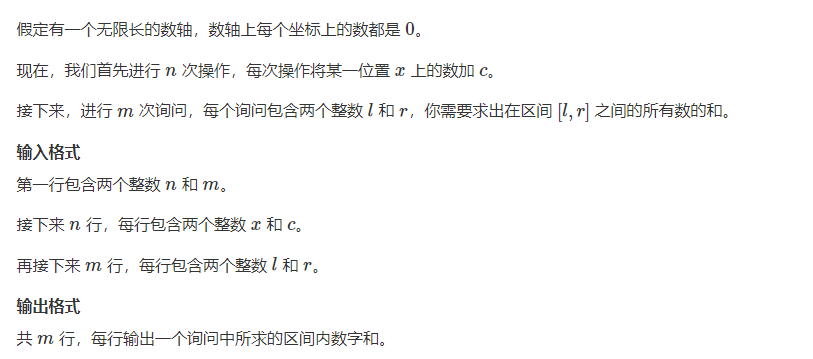 假定有一个无限长的数轴，数轴上每个坐标上的数都是 0。
现在，我们首先进行 n 次操作，每次操作将某一位置 x 上的数加 c。
接下来，进行 m 次询问，每个询问包含两个整数 l 和 r，你需要求出在区间 [l, r] 之间的所有数的和。
输入格式
第一行包含两个整数 n 和 m。
接下来 n 行，每行包含两个整数 x 和 c。
再接下来 m 行，每行包含两个整数 l 和 r。
输出格式
共 m 行，每行输出一个询问中所求的区间内数字和。